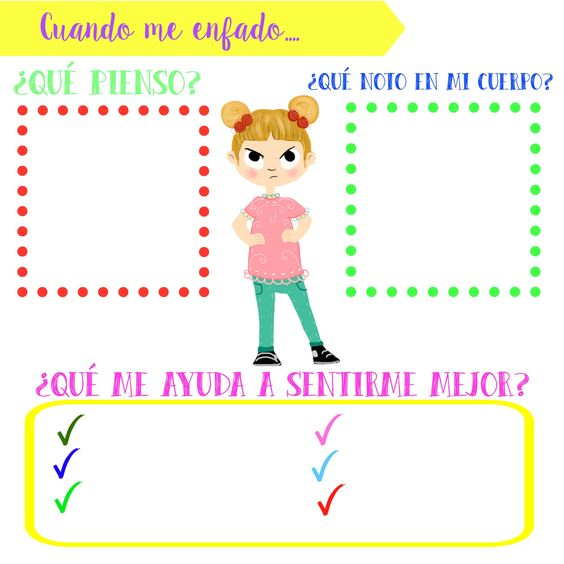 Cuando me enfado....
¿QUÉ PIENSO?
¿QUÉ NOTO EN MI CUERPO?
¿QUÉ ME AYUDA A SENTIRME MEJOR?